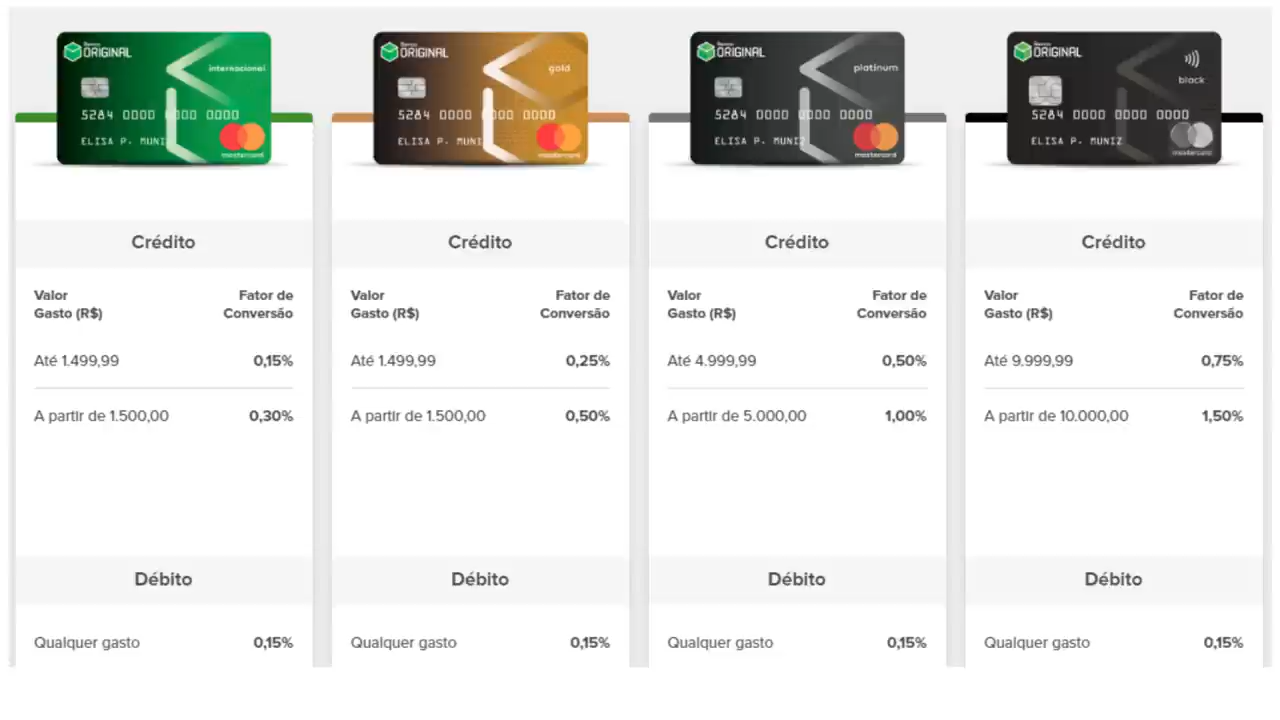 Banco
ORIGINAL
internacional
5284 0000 0000 0000
ELISA P. MUNIZ
mastercard
Crédito
Valor
Gasto (R$)
Fator de
Conversão
Até 1.499,99
0,15%
A partir de 1.500,00
0,30%
Débito
Qualquer gasto
0,15%
Banco
ORIGINAL
gold
5284 0000 0000 0000
ELISA P. MUNIZ
mastercard
Crédito
Valor
Gasto (R$)
Fator de
Conversão
Até 1.499,99
0,25%
A partir de 1.500,00
0,50%
Débito
Qualquer gasto
0,15%
Banco
ORIGINAL
platinum
5284 0000 0000 0000
ELISA P. MUNIZ
mastercard
Crédito
Valor
Gasto (R$)
Fator de
Conversão
Até 4.999,99
0,50%
A partir de 5.000,00
1,00%
Débito
Qualquer gasto
0,15%
Banco
ORIGINAL
black
5284 0000 0000 0000
ELISA P. MUNIZ
mastercard
Crédito
Valor
Gasto (R$)
Fator de
Conversão
Até 9.999,99
0,75%
A partir de 10.000,00
1,50%
Débito
Qualquer gasto
0,15%